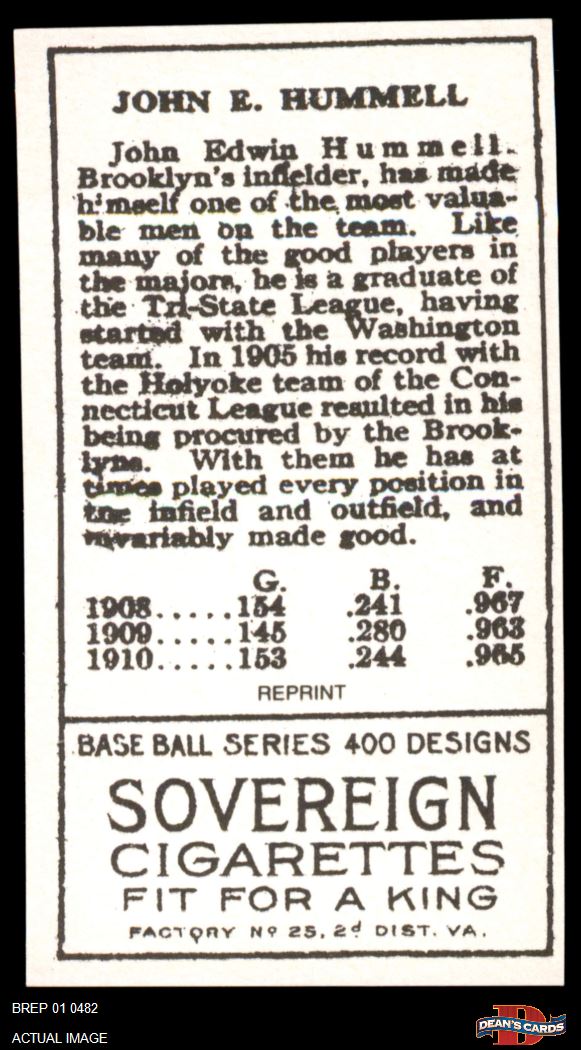 JOHN E. HUMMELL
John Edwin Hummell,
Brooklyn's infielder, has made
himself one of the most valua-
ble men on the team. Like
many of the good players in
the majors, he is a graduate of
the Tri-State League, having
started with the Washington
team. In 1905 his record with
the Holyoke team of the Con-
necticut League resulted in his
being procured by the Brook-
lyns. With them he has at
times played every position in
the infield and outfield, and
invariably made good.
G. B. F.
1908.....154 .241 .967
1909.....145 .280 .963
1910.....153 .244 .965
REPRINT
BASE BALL SERIES 400 DESIGNS
SOVEREIGN
CIGARETTES
FIT FOR A KING
FACTORY Nº 25, 2d DIST. VA.
BREP 01 0482
ACTUAL IMAGE
D
DEAN'S CARDS